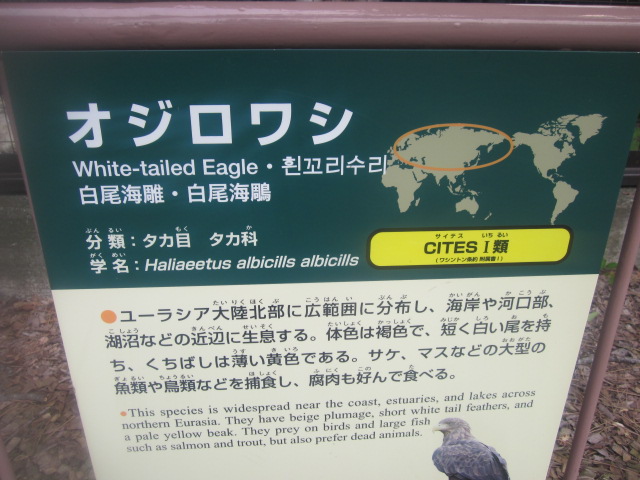 オジロワシ
White-tailed Eagle・흰꼬리수리
白尾海雕・白尾海鵰
分類：タカ目　タカ科
学名：Haliaeetus albicills albicills
CITES I 類
(ワシントン条約 附属書I)
●ユーラシア大陸北部に広範囲に分布し、海岸や河口部、
湖沼などの近辺に生息する。体色は褐色で、短く白い尾を持
ち、くちばしは薄い黄色である。サケ、マスなどの大型の
魚類や鳥類などを捕食し、腐肉も好んで食べる。
●This species is widespread near the coast, estuaries, and lakes across
northern Eurasia. They have beige plumage, short white tail feathers, and
a pale yellow beak. They prey on birds and large fish
such as salmon and trout, but also prefer dead animals.